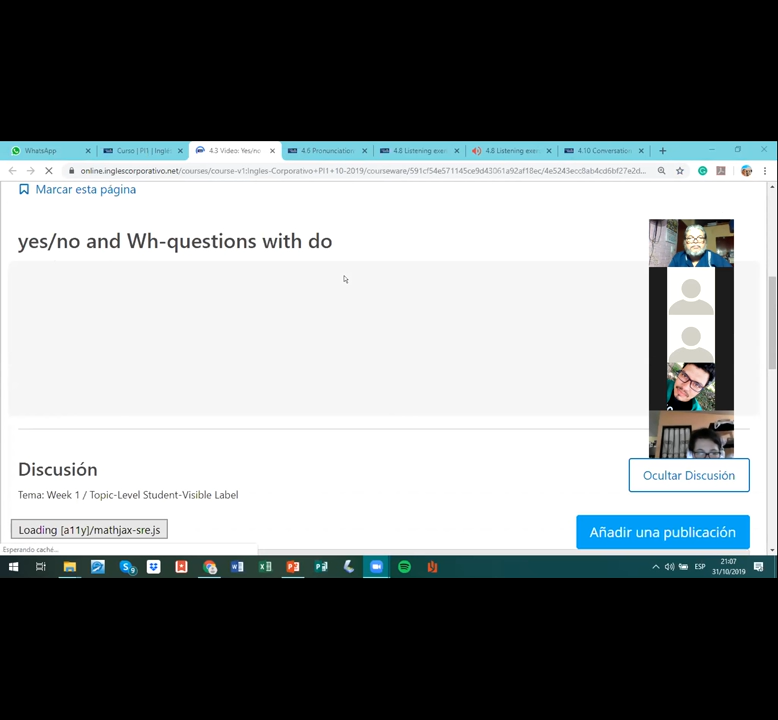 WhatsApp
Curso | PI1 | Ingle
4.3 Video: Yes/no
4.6 Pronunciation
4.8 Listening exe
4.8 Listening exe
4.10 Conversatio
online.inglescorporativo.net/courses/course-v1:Ingles-Corporativo+PI1+10-2019/courseware/591cf54e571145ce9d43061a92af18ec/4e5243ecc8ab4cd6bf27e2d...
Marcar esta página
yes/no and Wh-questions with do
Discusión
Ocultar Discusión
Tema: Week 1 / Topic-Level Student-Visible Label
Loading [a11y]/mathjax-sre.js
Añadir una publicación
Esperando caché...
ESP
21:07
31/10/2019